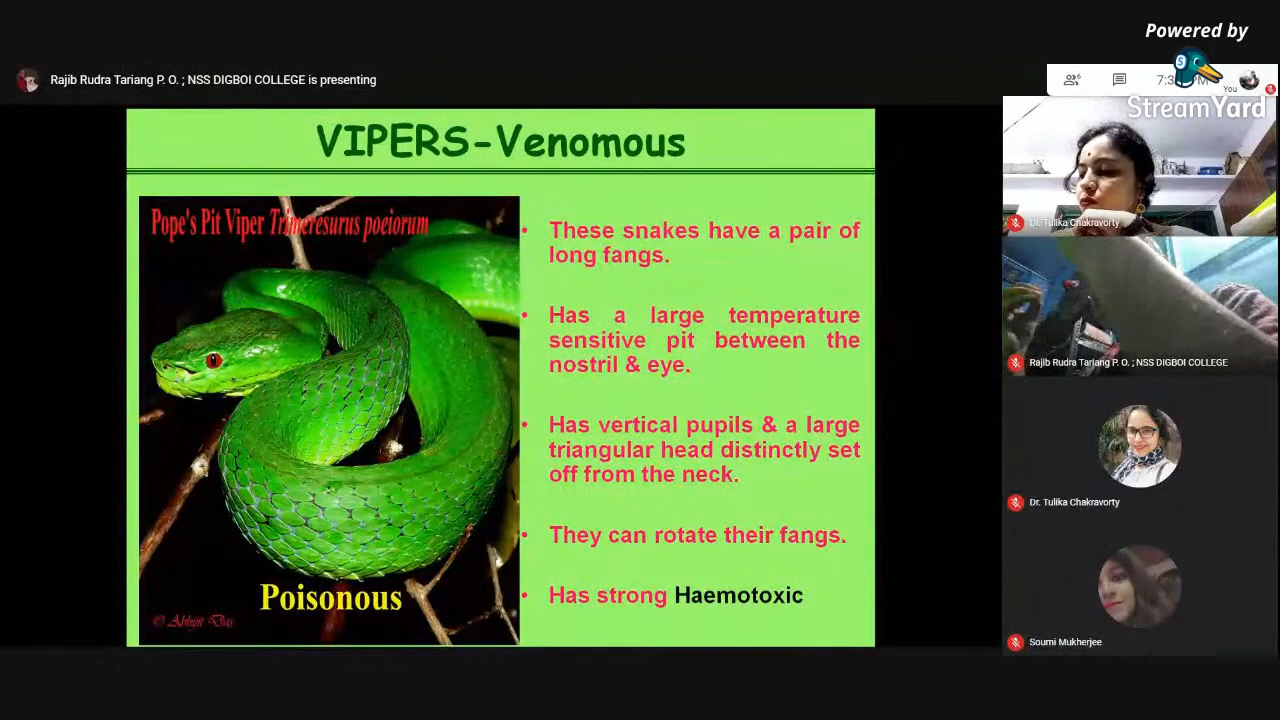 Powered by
StreamYard
Rajib Rudra Tariang P. O. ; NSS DIGBOI COLLEGE is presenting
6
You
VIPERS-Venomous
Pope's Pit Viper Trimeresurus poeiorum
Poisonous
© Abhijit Das
• These snakes have a pair of
long fangs.
• Has a large temperature
sensitive pit between the
nostril & eye.
• Has vertical pupils & a large
triangular head distinctly set
off from the neck.
• They can rotate their fangs.
• Has strong Haemotoxic
Dr. Tulika Chakravorty
Rajib Rudra Tariang P. O. ; NSS DIGBOI COLLEGE
Dr. Tulika Chakravorty
Soumi Mukherjee